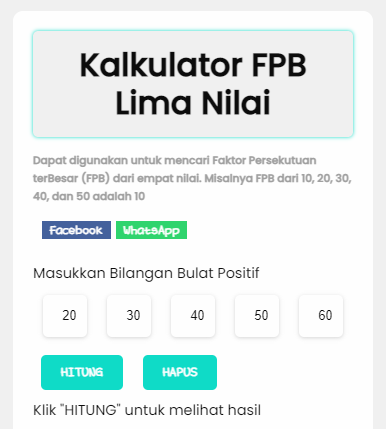 Kalkulator FPB
Lima Nilai
Dapat digunakan untuk mencari Faktor Persekutuan
terBesar (FPB) dari empat nilai. Misalnya FPB dari 10, 20, 30,
40, dan 50 adalah 10
Facebook WhatsApp
Masukkan Bilangan Bulat Positif
20 30 40 50 60
HITUNG HAPUS
Klik "HITUNG" untuk melihat hasil